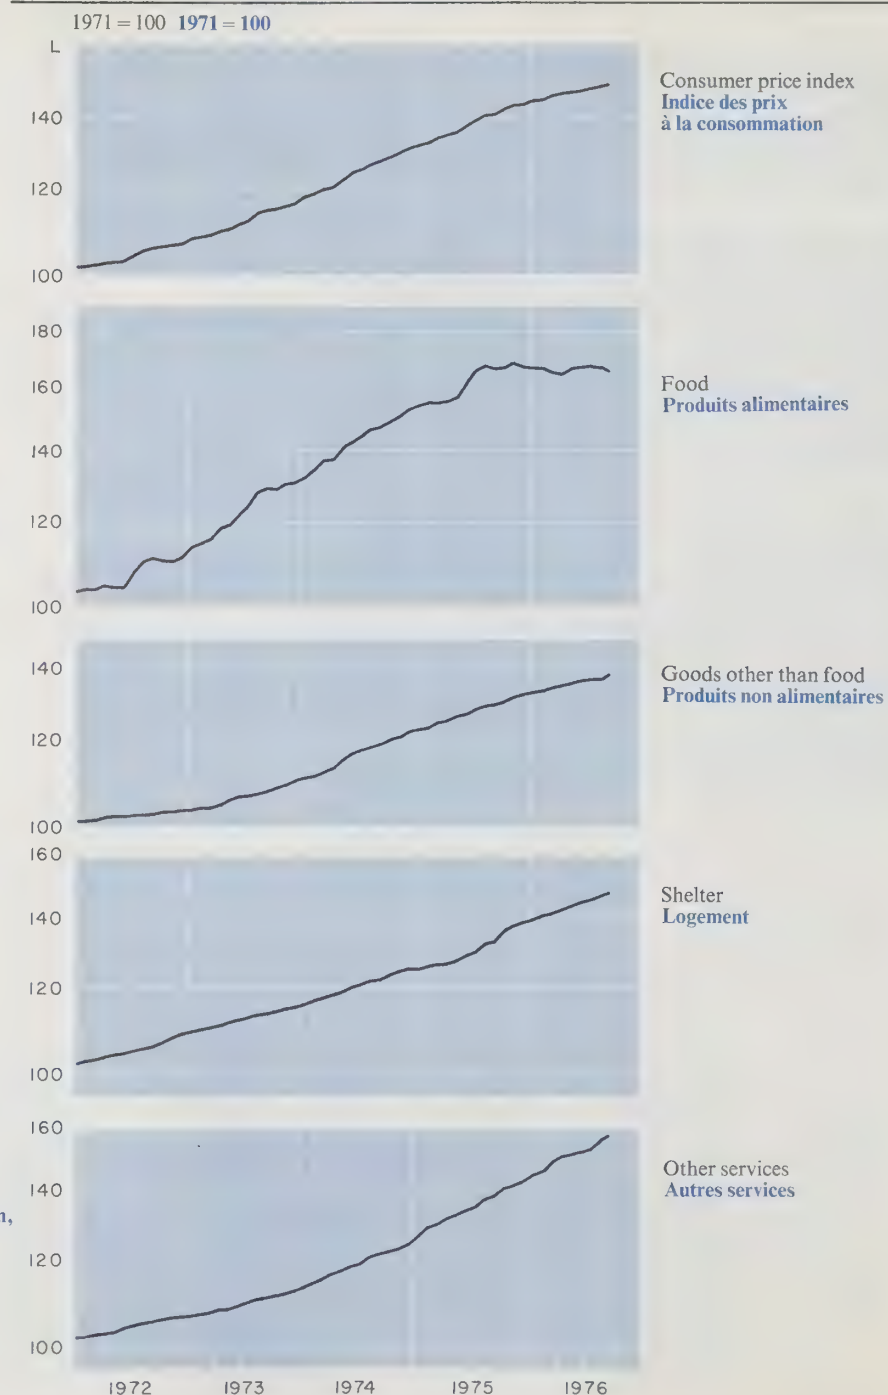 1971 = 100 1971 = 100
L
140
120
100
Consumer price index
Indice des prix
à la consommation
180
160
140
120
100
Food
Produits alimentaires
140
120
100
Goods other than food
Produits non alimentaires
160
140
120
100
Shelter
Logement
160
140
120
100
Other services
Autres services
1972 1973 1974 1975 1976